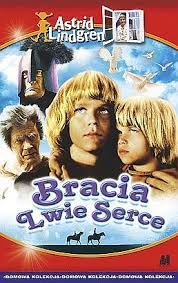 Astrid
Lindgren
Bracia
Lwie Serce
DOMOWA KOLEKCJA·DOMOWA KOLEKCJA·DOMOWA KOLEKCJA